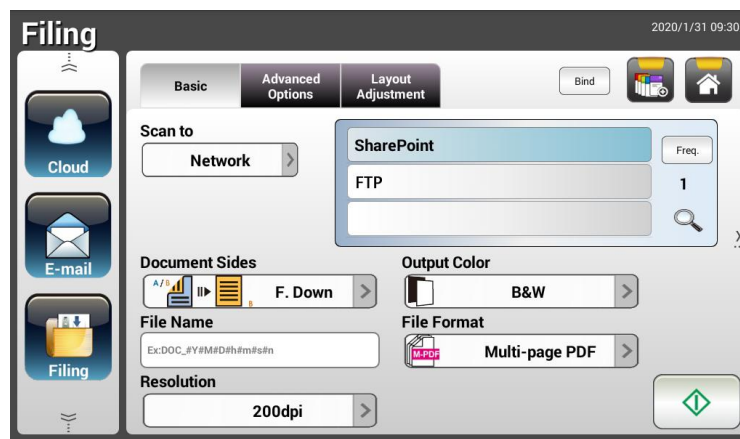 Filing
2020/1/31 09:30
Basic
Advanced
Options
Layout
Adjustment
Bind
Cloud
E-mail
Filing
Scan to
Network
SharePoint
FTP
Freq.
1
Document Sides
A/B
B
F. Down
Output Color
B&W
File Name
Ex:DOC_#Y#M#D#h#m#s#n
File Format
M-PDF
Multi-page PDF
Resolution
200dpi